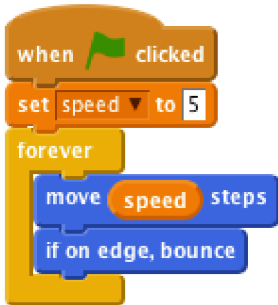 when clicked
set speed to 5
forever
move speed steps
if on edge, bounce